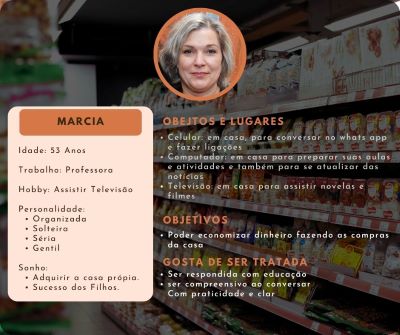 MARCIA
Idade: 53 Anos
Trabalho: Professora
Hobby: Assistir Televisão
Personalidade:
• Organizada
• Solteira
• Séria
• Gentil
Sonho:
• Adquirir a casa própia.
• Sucesso dos Filhos.
OBEJTOS E LUGARES
• Celular: em casa, para conversar no whats app
e fazer ligações
• Computador: em casa para preparar suas aulas
e atividades e também para se atualizar das
notícias
• Televisão: em casa para assistir novelas e
filmes
OBJETIVOS
• Poder economizar dinheiro fazendo as compras
da casa
GOSTA DE SER TRATADA
• Ser respondida com educação
• ser compreensivo ao conversar
Com praticidade e clar